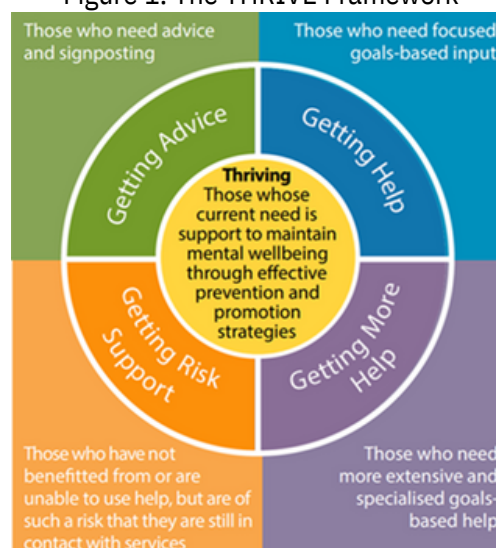 Figure 1: The THRIVE Framework
Those who need advice
and signposting
Those who need focused
goals-based input
Getting Advice
Getting Help
Thriving
Those whose
current need is
support to maintain
mental wellbeing
through effective
prevention and
promotion
strategies
Getting Risk
Support
Getting More
Help
Those who have not
benefitted from or are
unable to use help, but are of
such a risk that they are still in
contact with services
Those who need
more extensive and
specialised goals-
based help